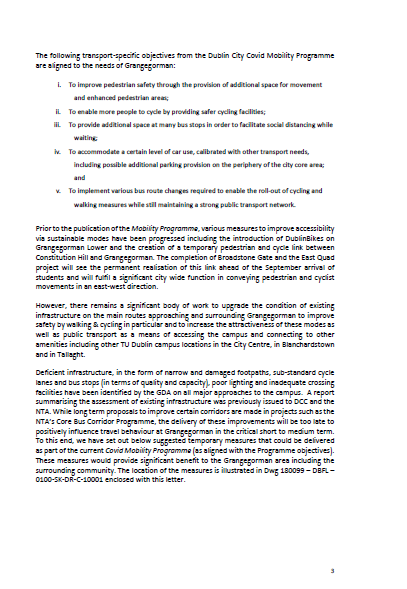 The following transport-specific objectives from the Dublin City Covid Mobility Programme
are aligned to the needs of Grangegorman:
i. To improve pedestrian safety through the provision of additional space for movement
and enhanced pedestrian areas;
ii. To enable more people to cycle by providing safer cycling facilities;
iii. To provide additional space at many bus stops in order to facilitate social distancing while
waiting;
iv. To accommodate a certain level of car use, calibrated with other transport needs,
including possible additional parking provision on the periphery of the city core area;
and
v. To implement various bus route changes required to enable the roll-out of cycling and
walking measures while still maintaining a strong public transport network.
Prior to the publication of the Mobility Programme, various measures to improve accessibility
via sustainable modes have been progressed including the introduction of DublinBikes on
Grangegorman Lower and the creation of a temporary pedestrian and cycle link between
Constitution Hill and Grangegorman. The completion of Broadstone Gate and the East Quad
project will see the permanent realisation of this link ahead of the September arrival of
students and will fulfil a significant city wide function in conveying pedestrian and cyclist
movements in an east-west direction.
However, there remains a significant body of work to upgrade the condition of existing
infrastructure on the main routes approaching and surrounding Grangegorman to improve
safety by walking & cycling in particular and to increase the attractiveness of these modes as
well as public transport as a means of accessing the campus and connecting to other
amenities including other TU Dublin campus locations in the City Centre, in Blanchardstown
and in Tallaght.
Deficient infrastructure, in the form of narrow and damaged footpaths, sub-standard cycle
lanes and bus stops (in terms of quality and capacity), poor lighting and inadequate crossing
facilities have been identified by the GDA on all major approaches to the campus. A report
summarising the assessment of existing infrastructure was previously issued to DCC and the
NTA. While long term proposals to improve certain corridors are made in projects such as the
NTA's Core Bus Corridor Programme, the delivery of these improvements will be too late to
positively influence travel behaviour at Grangegorman in the critical short to medium term.
To this end, we have set out below suggested temporary measures that could be delivered
as part of the current Covid Mobility Programme (as aligned with the Programme objectives).
These measures would provide significant benefit to the Grangegorman area including the
surrounding community. The location of the measures is illustrated in Dwg 180099 – DBFL –
0100-SK-DR-C-10001 enclosed with this letter.
3